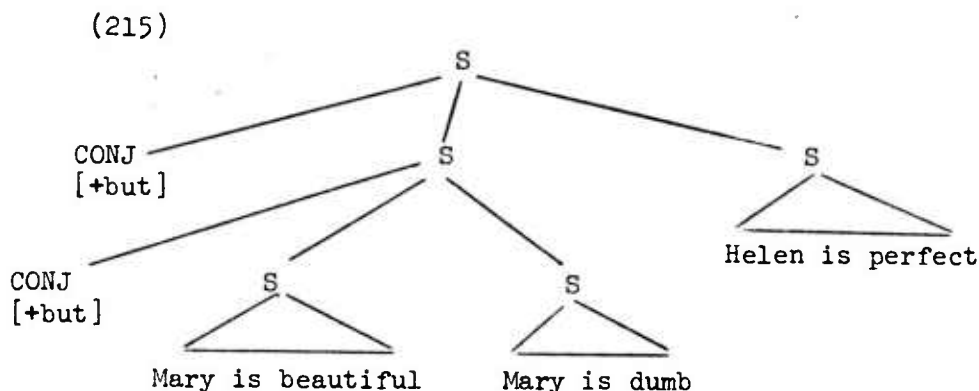 (215)
S
CONJ
[+but]
S
S
Helen is perfect
CONJ
[+but]
S
S
Mary is beautiful
Mary is dumb